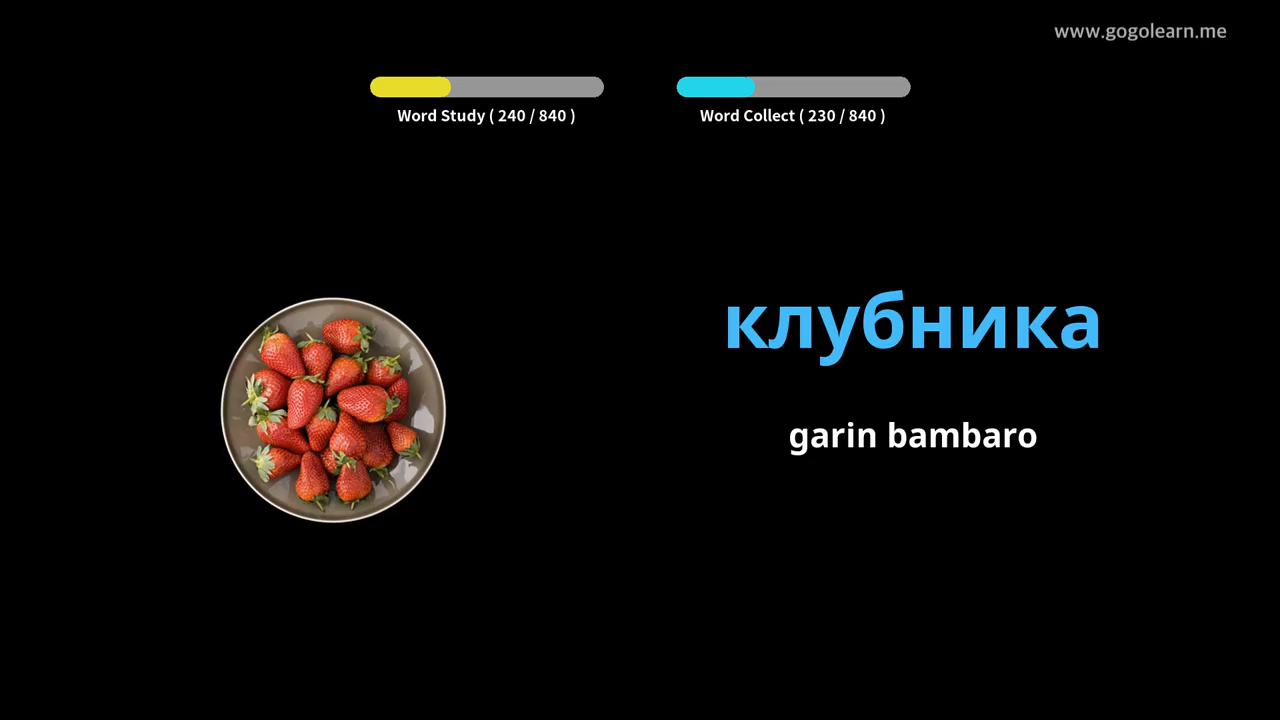 www.gogolearn.me
Word Study ( 240 / 840 )
Word Collect ( 230 / 840 )
клубника
garin bambaro